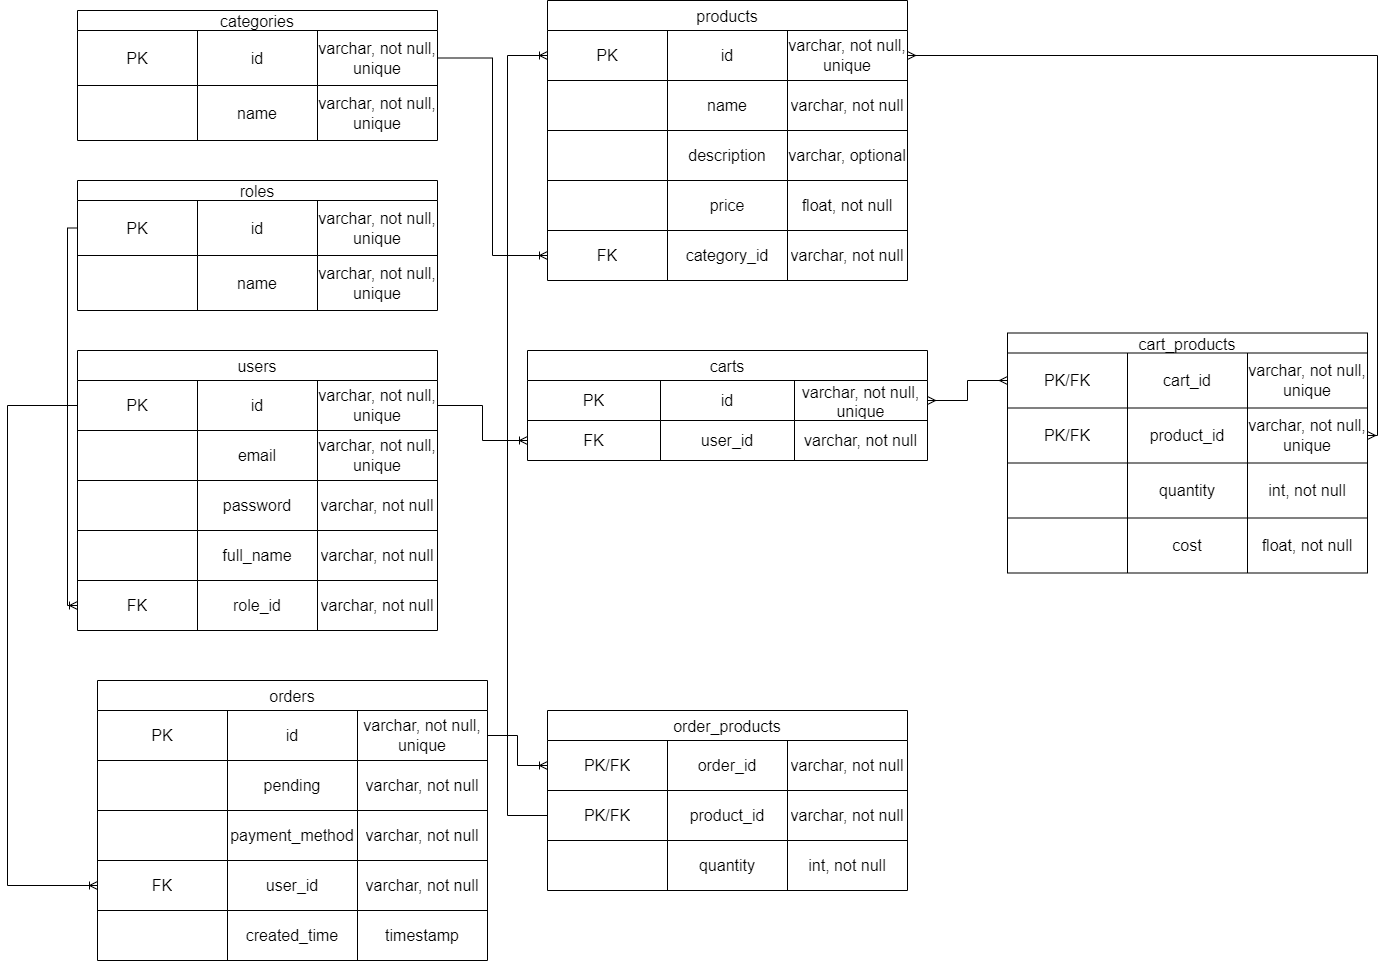 categories
PK id varchar, not null,
unique
name varchar, not null,
unique
roles
PK id varchar, not null,
unique
name varchar, not null,
unique
users
PK id varchar, not null,
unique
email varchar, not null,
unique
password varchar, not null
full_name varchar, not null
FK role_id varchar, not null
orders
PK id varchar, not null,
unique
pending varchar, not null
payment_method varchar, not null
FK user_id varchar, not null
created_time timestamp
products
PK id varchar, not null,
unique
name varchar, not null
description varchar, optional
price float, not null
FK category_id varchar, not null
carts
PK id varchar, not null,
unique
FK user_id varchar, not null
order_products
PK/FK order_id varchar, not null
PK/FK product_id varchar, not null
quantity int, not null
cart_products
PK/FK cart_id varchar, not null,
unique
PK/FK product_id varchar, not null,
unique
quantity int, not null
cost float, not null